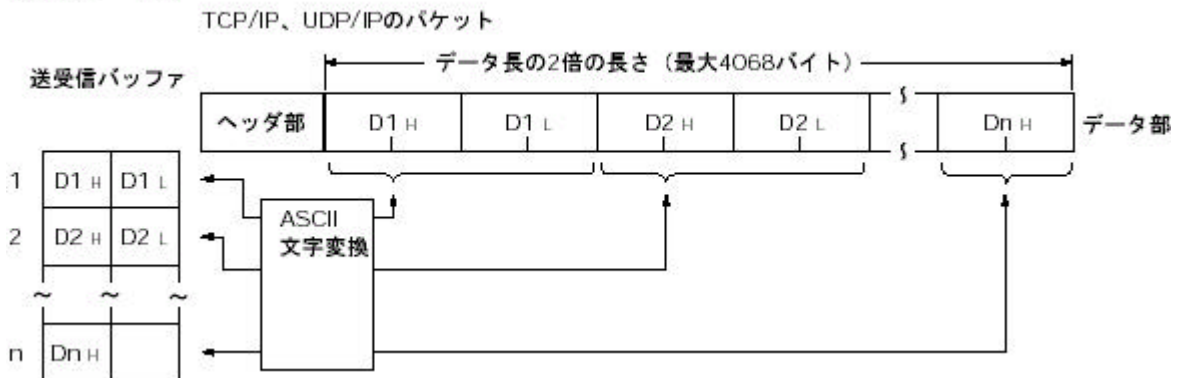 TCP/IP、UDP/IPのパケット
データ長の2倍の長さ（最大4068バイト）
送受信バッファ
ヘッダ部 D1 H D1 L D2 H D2 L Dn H データ部
1 D1 H D1 L
2 D2 H D2 L
ASCII
文字変換
n Dn H